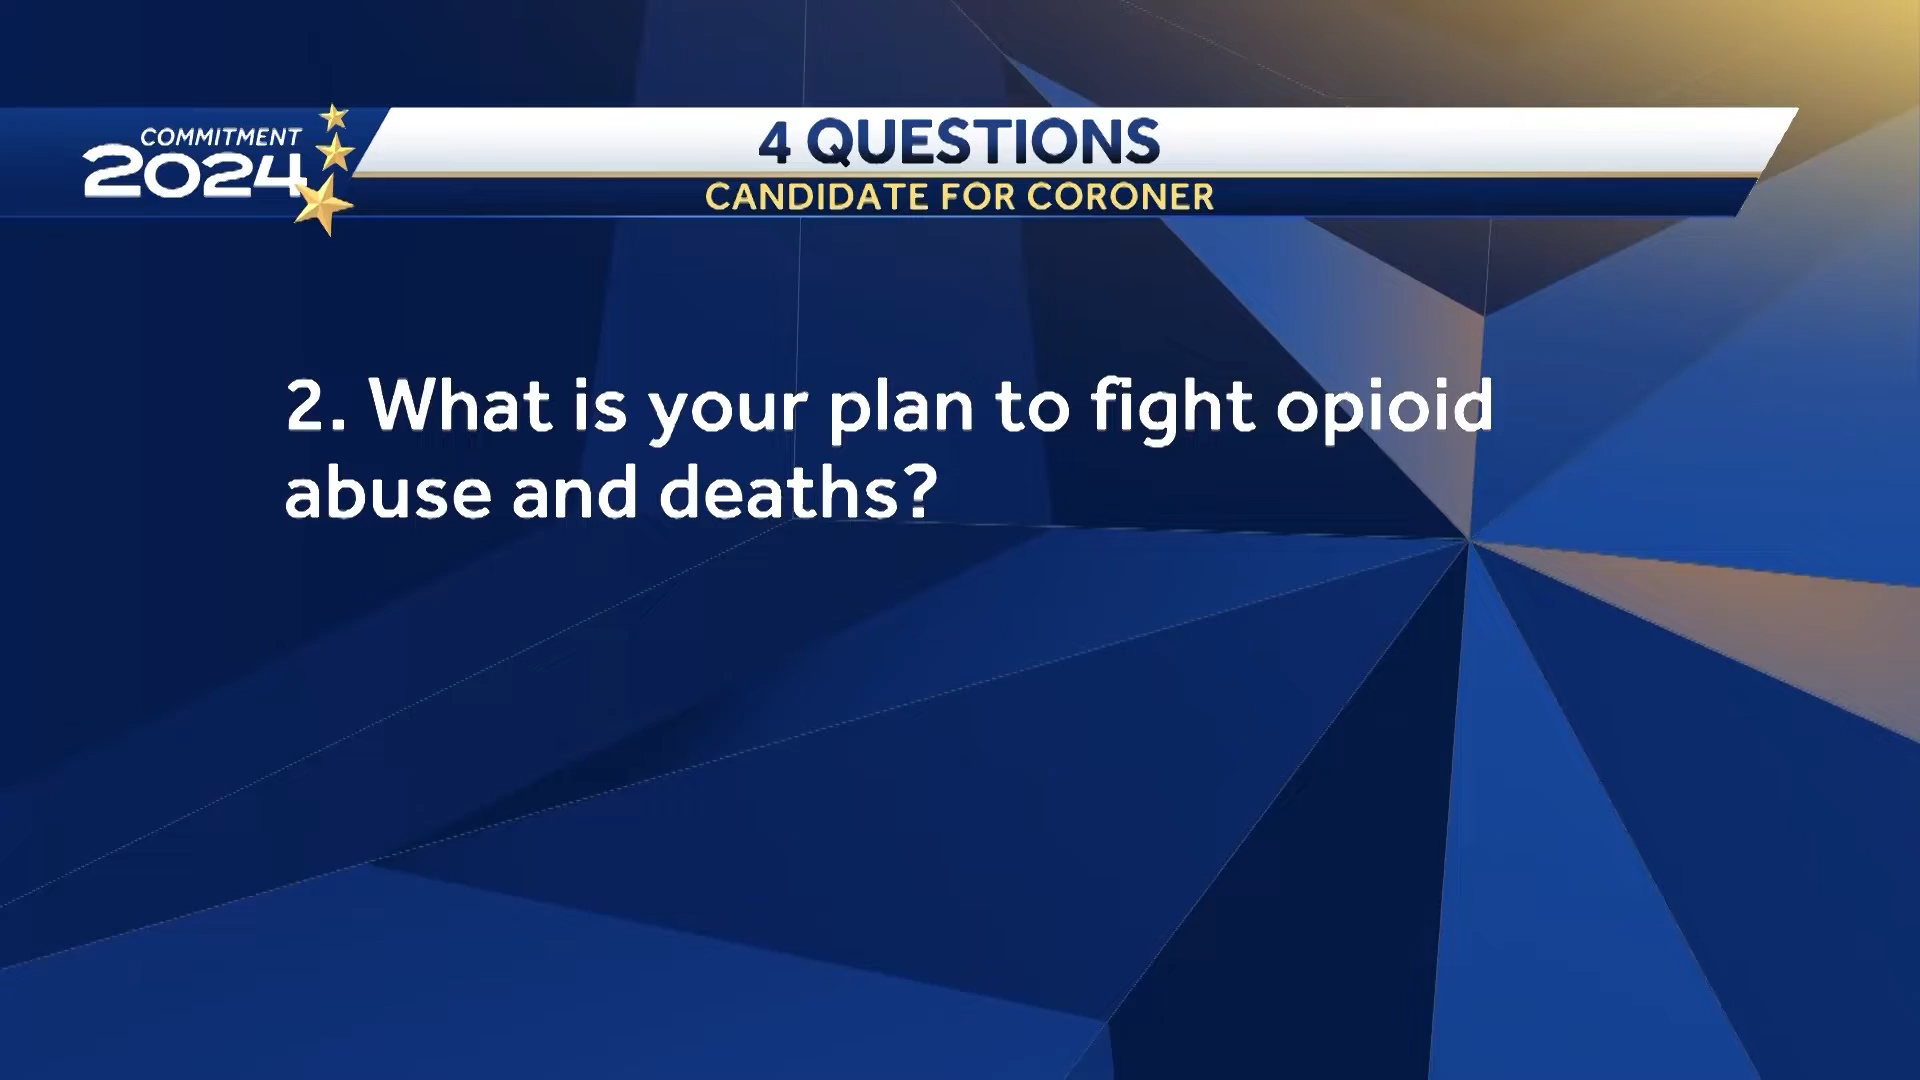 COMMITMENT
2024
4 QUESTIONS
CANDIDATE FOR CORONER
2. What is your plan to fight opioid
abuse and deaths?